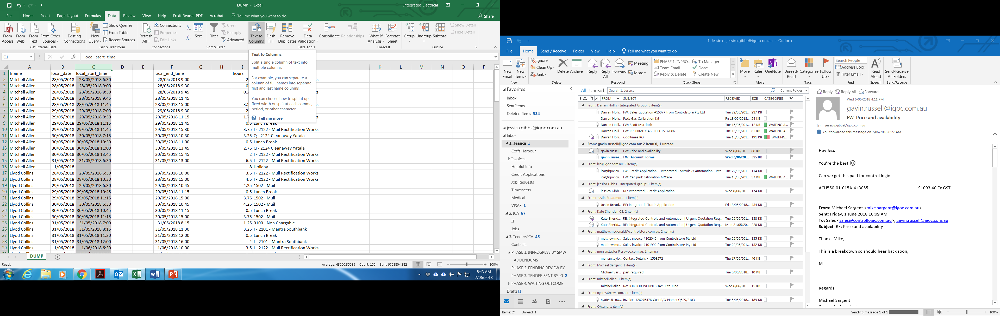 DUMP - Excel
Integrated Electrical
File Home Insert Page Layout Formulas Data Review View Help Foxit Reader PDF Acrobat Tell me what you want to do Share
From Access
From Web
From Text
From Other Sources
Existing Connections
Get External Data
New Query
Show Queries
From Table
Recent Sources
Get & Transform
Refresh All
Connections
Properties
Edit Links
Connections
Sort
Filter
Clear
Reapply
Advanced
Sort & Filter
Text to Columns
Flash Fill
Remove Duplicates
Data Validation
Consolidate
Relationships
Data Tools
What-If Analysis
Forecast Sheet
Forecast
Group
Ungroup
Subtotal
Show Detail
Hide Detail
Outline
C1 fx local_start_time
Text to Columns
Split a single column of text into
multiple columns.
For example, you can separate a
column of full names into separate
first and last name columns.
You can choose how to split it up:
fixed width or split at each comma,
period, or other character.
Tell me more
A B C D E F G H I K L M N O P
1 fname local_date local_start_time local_end_time hours
2 Mitchell Allen 28/05/2018 28/05/2018 6:30 28/05/2018 9:00
3 Mitchell Allen 28/05/2018 28/05/2018 9:00 28/05/2018 9:30
4 Mitchell Allen 28/05/2018 28/05/2018 9:30 28/05/2018 9:45
5 Mitchell Allen 28/05/2018 28/05/2018 9:45 28/05/2018 11:45
6 Mitchell Allen 28/05/2018 28/05/2018 11:45 28/05/2018 15:00
7 Mitchell Allen 29/05/2018 29/05/2018 7:00 29/05/2018 9:30
8 Mitchell Allen 29/05/2018 29/05/2018 9:30 29/05/2018 11:15
9 Mitchell Allen 29/05/2018 29/05/2018 11:15 29/05/2018 11:45 0.5 Lunch Break
10 Mitchell Allen 29/05/2018 29/05/2018 11:45 29/05/2018 15:30 3.75 I - 2122 - Muil Rectification Works
11 Mitchell Allen 30/05/2018 30/05/2018 7:15 30/05/2018 10:30 3.25 Q - 2124 Cleanaway Yatala
12 Mitchell Allen 30/05/2018 30/05/2018 10:30 30/05/2018 11:00 0.5 Lunch Break
13 Mitchell Allen 30/05/2018 30/05/2018 11:00 30/05/2018 13:45 2.75 Q - 2124 Cleanaway Yatala
14 Mitchell Allen 30/05/2018 30/05/2018 13:45 30/05/2018 15:45 2 I - 2122 - Muil Rectification Works
15 Mitchell Allen 31/05/2018 31/05/2018 6:30 31/05/2018 13:00 6.5 I - 2122 - Muil Rectification Works
16 Mitchell Allen 1/06/2018 8 Holiday
17 Llyod Collins 28/05/2018 28/05/2018 6:30 28/05/2018 10:00 3.5 I - 2122 - Muil Rectification Works
18 Llyod Collins 28/05/2018 28/05/2018 10:30 28/05/2018 15:00 4.5 I - 2122 - Muil Rectification Works
19 Llyod Collins 29/05/2018 29/05/2018 6:30 29/05/2018 10:45 4.25 1502 - Muil
20 Llyod Collins 29/05/2018 29/05/2018 10:45 29/05/2018 11:15 0.5 Lunch Break
21 Llyod Collins 29/05/2018 29/05/2018 11:15 29/05/2018 15:00 3.75 1502 - Muil
22 Llyod Collins 30/05/2018 30/05/2018 6:30 30/05/2018 10:45 4.25 1502 - Muil
23 Llyod Collins 30/05/2018 30/05/2018 10:45 30/05/2018 11:15 0.5 Lunch Break
24 Llyod Collins 30/05/2018 30/05/2018 11:15 30/05/2018 15:00 3.75 1502 - Muil
25 Llyod Collins 31/05/2018 31/05/2018 7:00 31/05/2018 8:15 1.25 0100 - Non Chargable
26 Llyod Collins 31/05/2018 31/05/2018 8:15 31/05/2018 11:30 3.25 I - 2101 - Mantra Southbank
27 Llyod Collins 31/05/2018 31/05/2018 11:30 31/05/2018 12:00 0.5 Lunch Break
28 Llyod Collins 31/05/2018 31/05/2018 12:00 31/05/2018 16:00 4 I - 2101 - Mantra Southbank
29 Llyod Collins 1/06/2018 1/06/2018 6:30 1/06/2018 10:00 3.5 I - 2122 - Muil Rectification Works
DUMP
Ready Average: 43250.35085 Count: 156 Sum: 6703804.382 100%
8:43 AM
7/06/2018
1. Jessica - jessica.gibbs@igoc.com.au - Outlook
File Home Send / Receive Folder View Help Tell me what you want to do
New Email
New Items
New
Ignore
Clean Up
Junk
Delete
Archive
Delete
Reply
Reply All
Forward
Meeting
More
Respond
PHASE 1. INPRO...
Team Email
Reply & Delete
To Manager
Done
Create New
Quick Steps
Move
Rules
OneNote
Move
Unread/ Read
Categorize
Follow Up
Tags
Search People
Address Book
Filter Email
Find
Read Aloud
Speech
Send/Receive All Folders
Send/Receive
Favorites
Inbox
Sent Items
Deleted Items 334
jessica.gibbs@igoc.com.au
Inbox
1. Jessica 1
Coffs Harbour
Invoices
Helpful Info
Credit Applications
Job Requests
Timesheets
Medical
VISAS 1
2. ICA 67
IT
Jobs
3. Tenders.ICA 45
Contacts
PHASE 1. INPROGRESS BY SMW
ADDENDUMS
PHASE 2. PENDING REVIEW BY...
PHASE 3. TENDER SENT BY JG 2
PHASE 4. WAITING OUTCOME
Drafts [1]
Items: 24 Unread: 1
All Unread Search 1. Jessica Current Folder
FROM SUBJECT RECEIVED SIZE CATEGORIES
From: Darren Hollis - Integrated Group: 5 item(s)
Darren Holli... FW: Sales quotation #15077 from Controlstore Pty Ltd Tue 22/05/201... 237 KB
Darren Holli... Fwd: Gas Calibration Kit Fri 18/05/201... 24 KB
Darren Holli... FW: Scott Murdoch Tue 15/05/201... 12 KB WAITING A...
Darren Holli... FW: PROXIMITY ASCOT CTS 32086 Tue 15/05/201... 63 KB WAITING A...
Darren Holli... Cooltimes PO Tue 15/05/201... 191 KB WAITING...
From: gavin.russell@igoc.com.au: 2 item(s), 1 unread
gavin.russell... FW: Price and availability Wed 6/06/201... 86 KB
gavin.russe... FW: Account Forms Wed 6/06/20... 395 KB
From: ica@igoc.com.au: 2 item(s)
ica@igoc.co... FW: Credit Application - Integrated Controls & Automation - Intr... Tue 22/05/201... 114 KB
ica@igoc.co... FW: Car park calibration ARCare Tue 15/05/201... 37 KB WAITING A...
From: jessica Gibbs - Integrated group: 1 item(s)
jessica Gibb... RE: Integrated | Credit Application Wed 6/06/201... 174 KB
From: Justin Breadmore: 1 item(s)
Justin Bread... RE: Integrated | Trade Application Fri 18/05/2018... 434 KB
From: Kate Sheridan CS: 2 item(s)
Kate Sherid... RE: Integrated Controls and Automation | Urgent Quotation Req... Tue 22/05/201... 138 KB
Kate Sherid... RE: Integrated Controls and Automation | Urgent Quotation Req... Mon 21/05/20... 220 KB
From: matthew.mcdonald@controlstore.com.au: 2 item(s)
matthew.mc... Sales invoice #102045 from Controlstore Pty Ltd Tue 22/05/201... 135 KB
matthew.mc... Sales invoice #101992 from Controlstore Pty Ltd Tue 22/05/201... 132 KB
From: merran.taylor@crawco.com.au: 1 item(s)
merran.taylo... Contact Details - 1593272 Thu 17/05/201... 46 KB
From: Michael Sargent: 1 item(s)
Michael Sar... part required Tue 5/06/2018... 10 KB
From: mitchell.allen: 1 item(s)
mitchell.allen Re: JOB FOR WEDNESDAY 06th June Wed 6/06/201... 15 KB
From: nyates@cnw.com.au: 1 item(s)
nyates@cnw... Invoice: 126276476 Cust P/O Name: Q539/2103 Tue 5/06/2018... 189 KB
From: Oksana: 1 item(s)
Reply Reply All Forward
Wed 6/06/2018 4:11 PM
gavin.russell@igoc.com.au
FW: Price and availability
To jessica.gibbs@igoc.com.au
You forwarded this message on 7/06/2018 8:27 AM.
Hey Jess
You're the best
Can we get this paid for control logic
ACH550-01-015A-4+B055 $1093.40 Ex GST
From: Michael Sargent <mike.sargent@igoc.com.au>
Sent: Friday, 1 June 2018 10:09 AM
To: Sales <sales@controllogic.com.au>; gavin.russell@igoc.com.au
Subject: RE: Price and availability
Thanks Mike,
This is a breakdown so should hear back soon,
M
Regards,
Michael Sargent
Sending message 1 of 1 100%